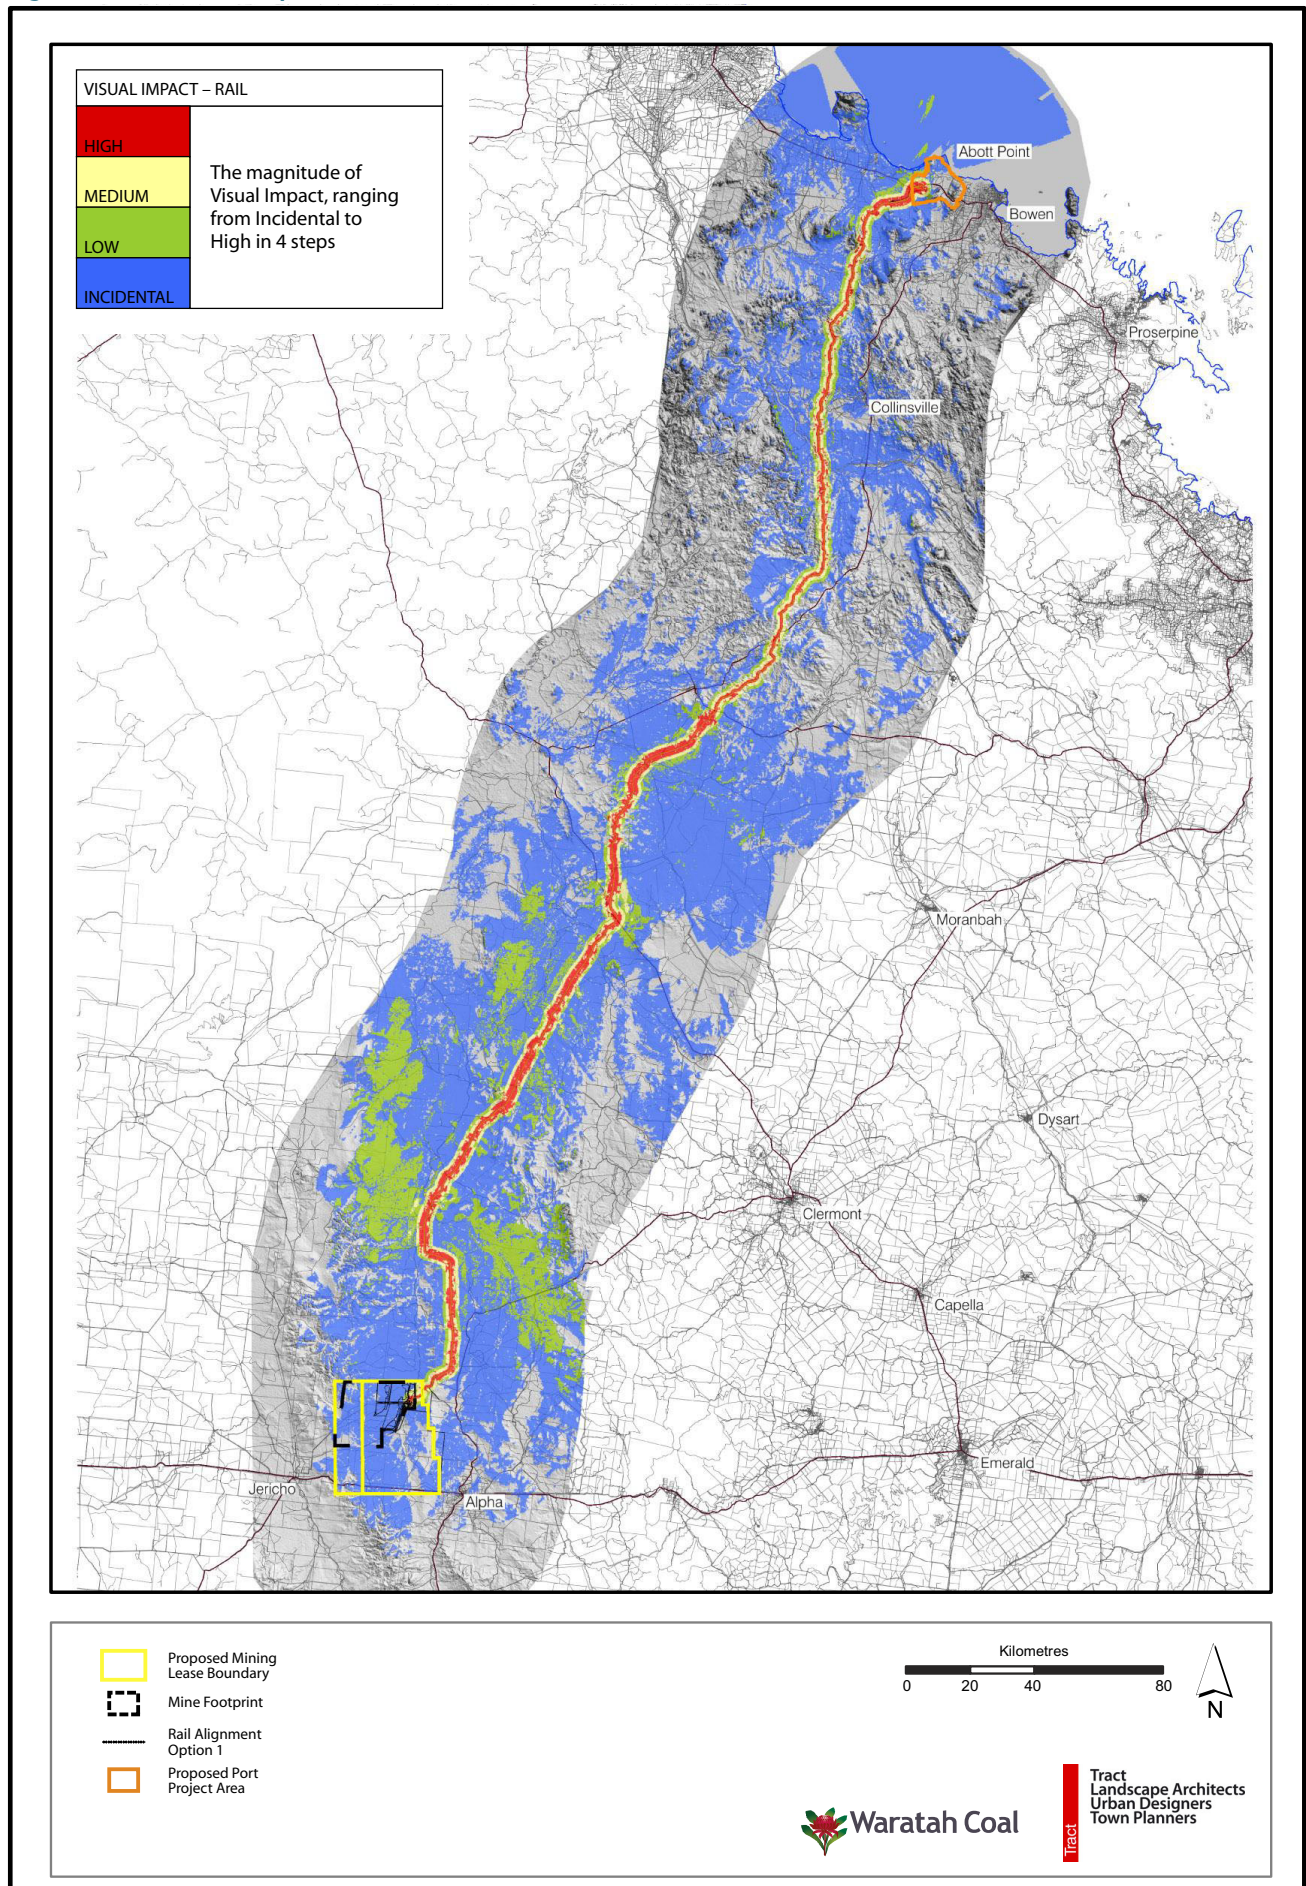 VISUAL IMPACT – RAIL
HIGH
MEDIUM
LOW
INCIDENTAL
The magnitude of
Visual Impact, ranging
from Incidental to
High in 4 steps
Abott Point
Bowen
Proserpine
Collinsville
Moranbah
Dysart
Clermont
Capella
Emerald
Jericho
Alpha
Proposed Mining
Lease Boundary
Mine Footprint
Rail Alignment
Option 1
Proposed Port
Project Area
Kilometres
0 20 40 80
N
Waratah Coal
Tract
Tract
Landscape Architects
Urban Designers
Town Planners